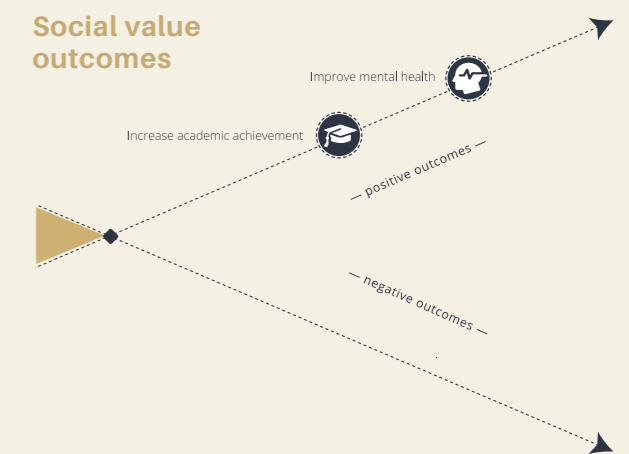 Social value
outcomes
Improve mental health
Increase academic achievement
— positive outcomes —
— negative outcomes —